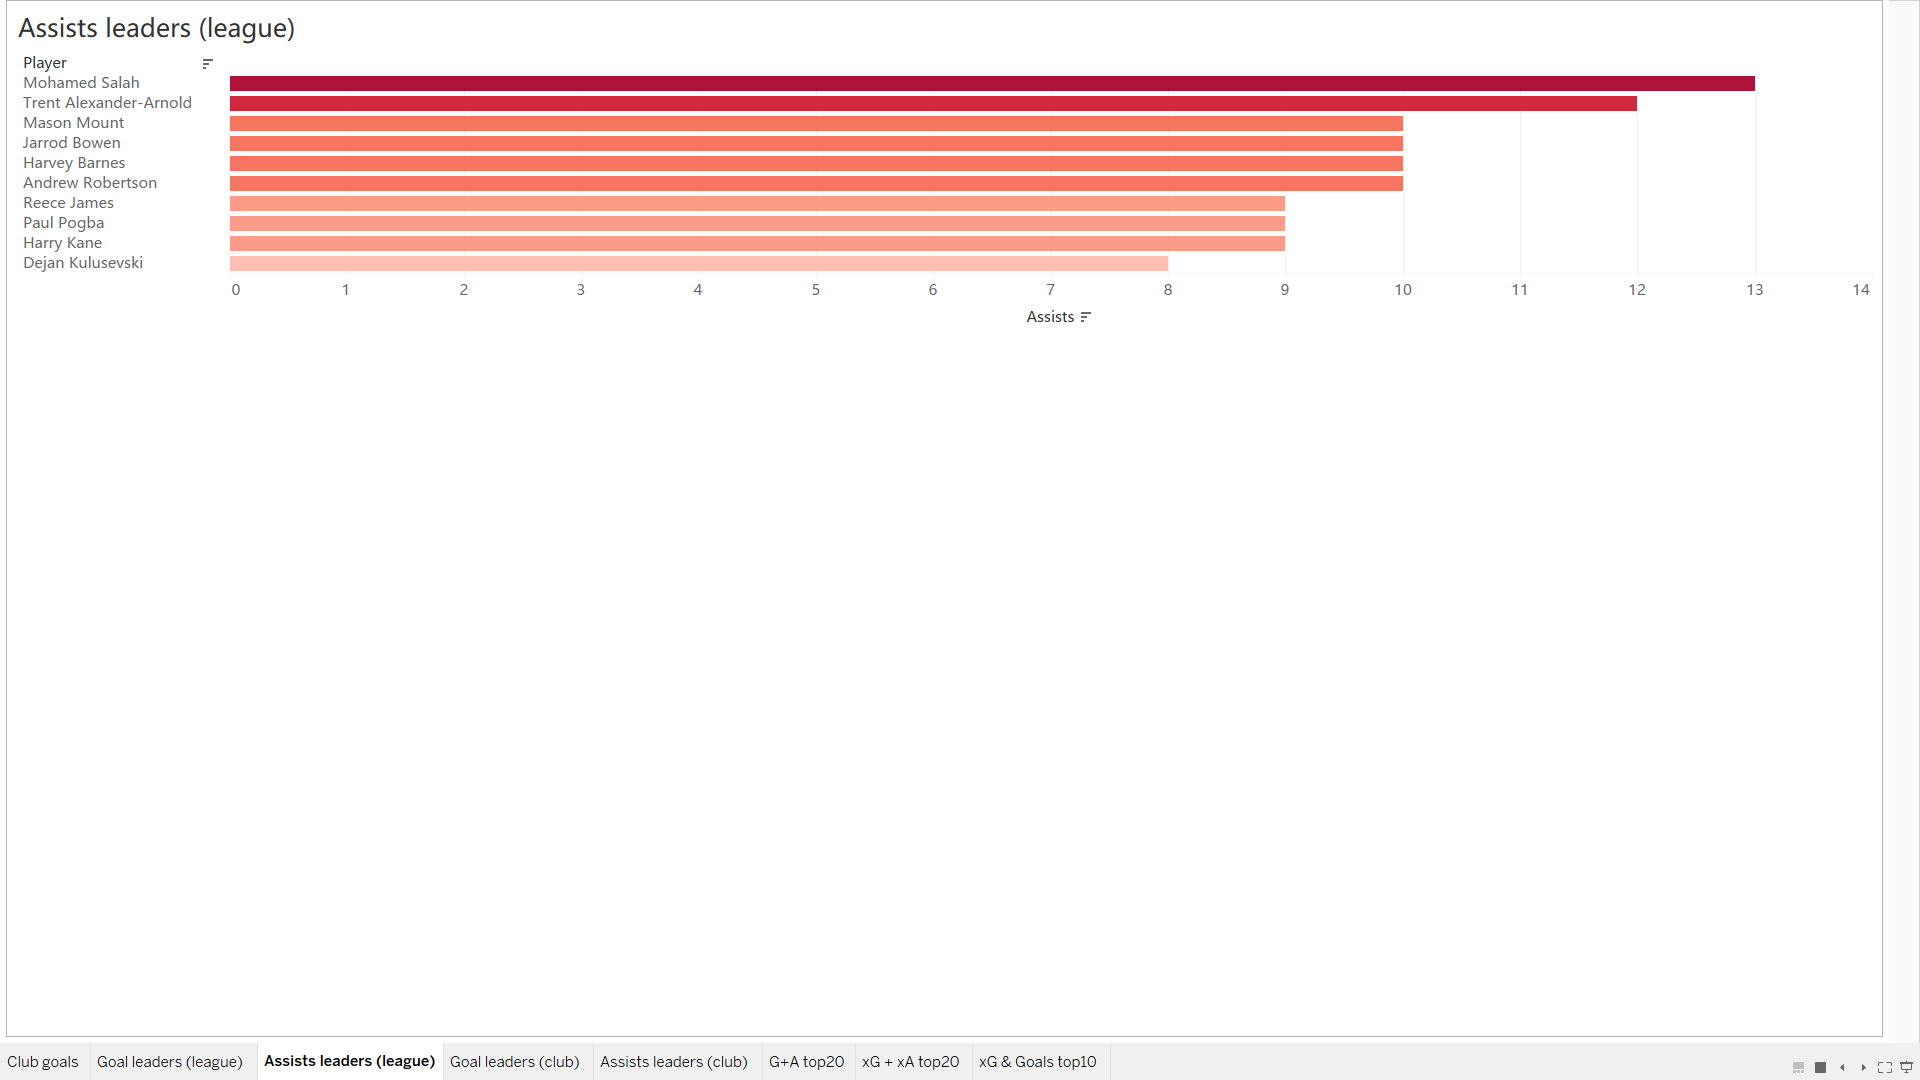 Assists leaders (league)
Player
Mohamed Salah
Trent Alexander-Arnold
Mason Mount
Jarrod Bowen
Harvey Barnes
Andrew Robertson
Reece James
Paul Pogba
Harry Kane
Dejan Kulusevski
0 1 2 3 4 5 6 7 8 9 10 11 12 13 14
Assists
Club goals Goal leaders (league) Assists leaders (league) Goal leaders (club) Assists leaders (club) G+A top20 xG + xA top20 xG & Goals top10